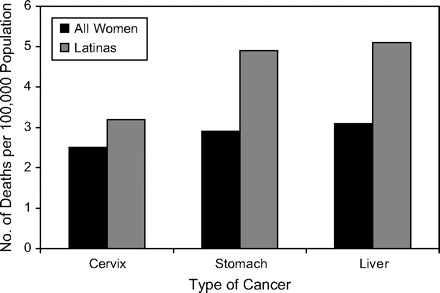 No. of Deaths per 100,000 Population
6
5
4
3
2
1
0
All Women
Latinas
Cervix
Stomach
Liver
Type of Cancer